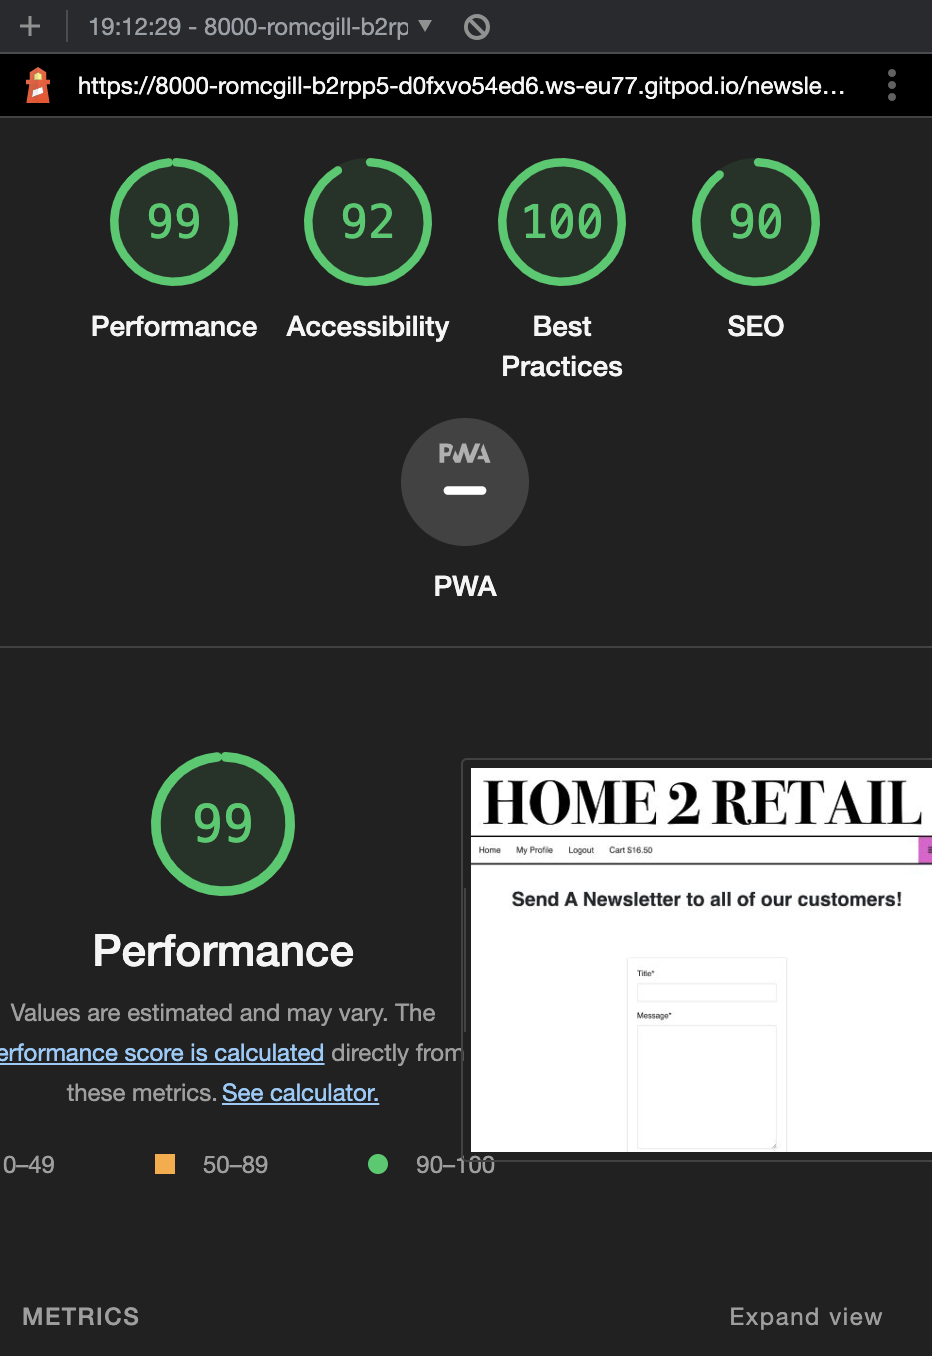 19:12:29 - 8000-romcgill-b2rp
https://8000-romcgill-b2rpp5-d0fxvo54ed6.ws-eu77.gitpod.io/newsle…
99
92
100
90
Performance
Accessibility
Best
Practices
SEO
PWA
PWA
99
Performance
Values are estimated and may vary. The
erformance score is calculated directly from
these metrics. See calculator.
0–49
50–89
90–100
HOME 2 RETAIL
Home My Profile Logout Cart $16.50
Send A Newsletter to all of our customers!
Title*
Message*
METRICS
Expand view